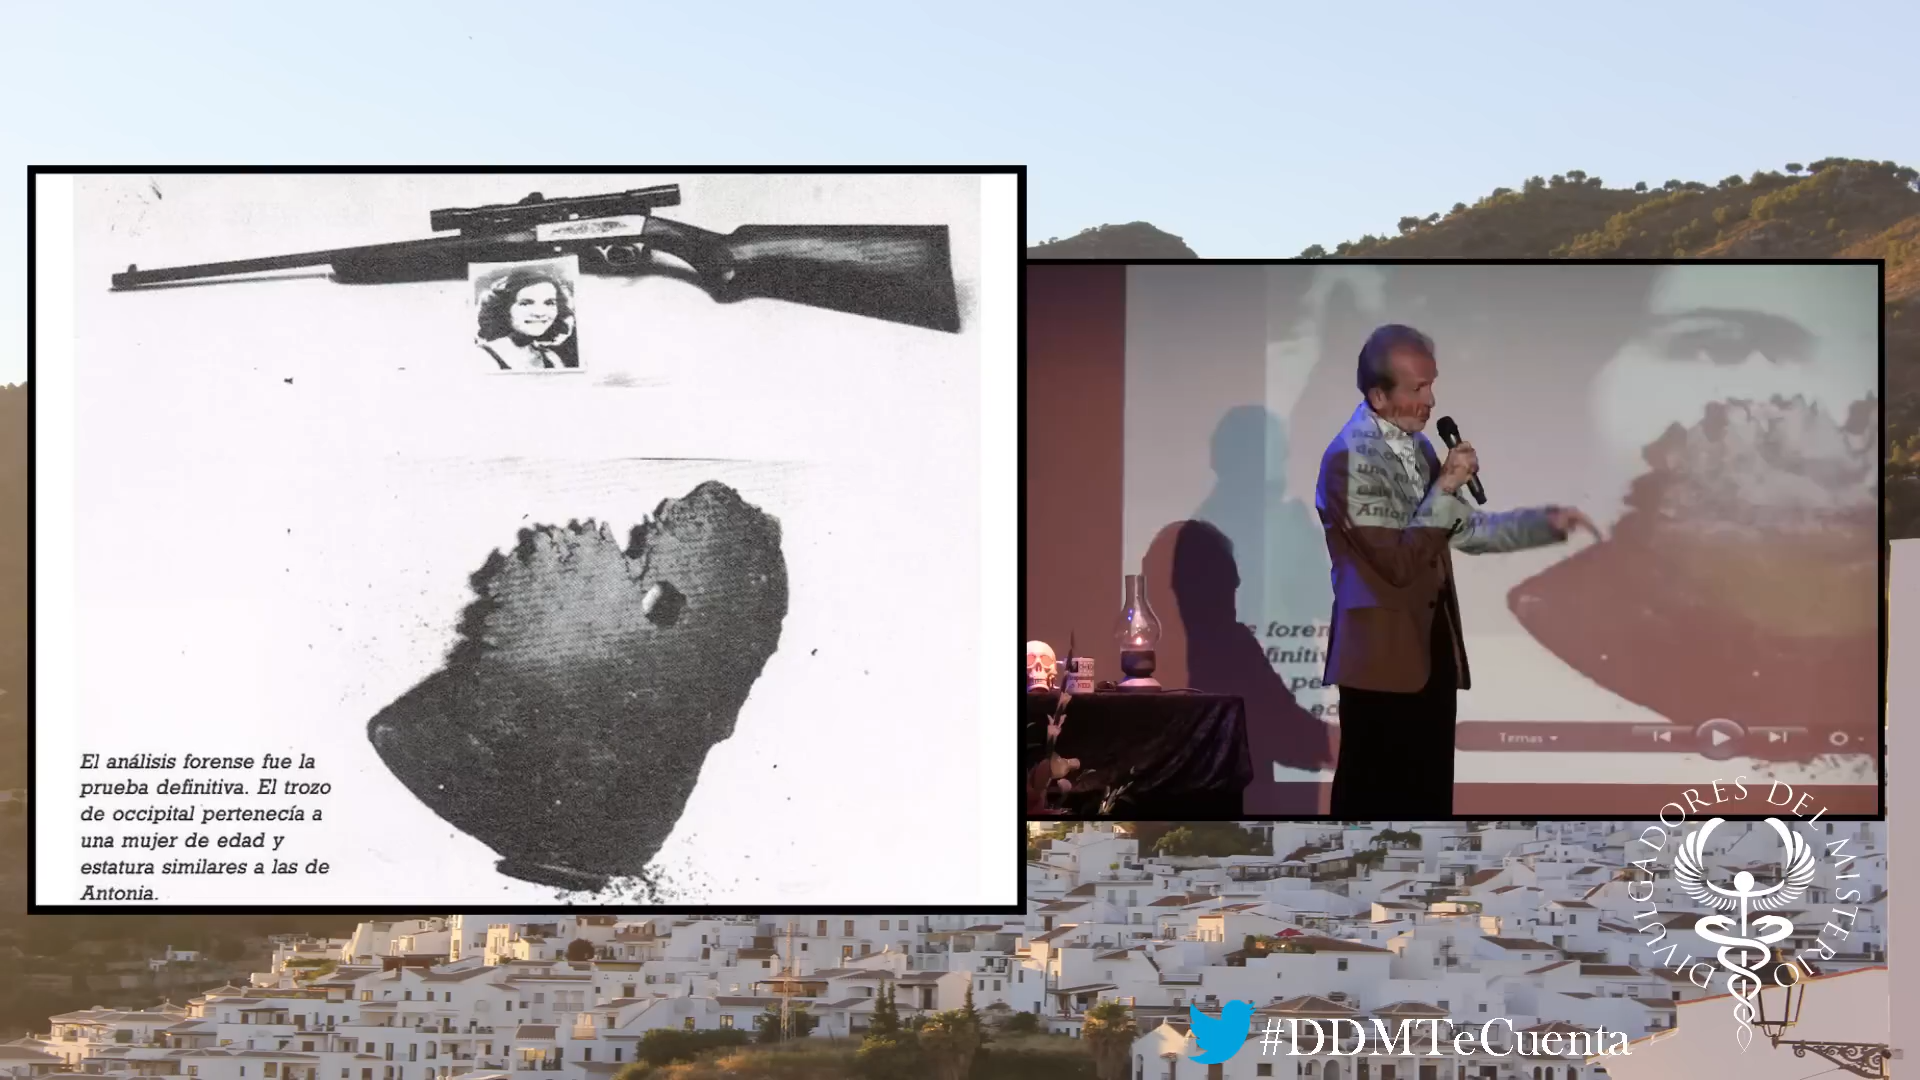 El análisis forense fue la
prueba definitiva. El trozo
de occipital pertenecía a
una mujer de edad y
estatura similares a las de
Antonia.
Antonia.
Temas
DIVULGADORES DEL MISTERIO
#DDMTeCuenta